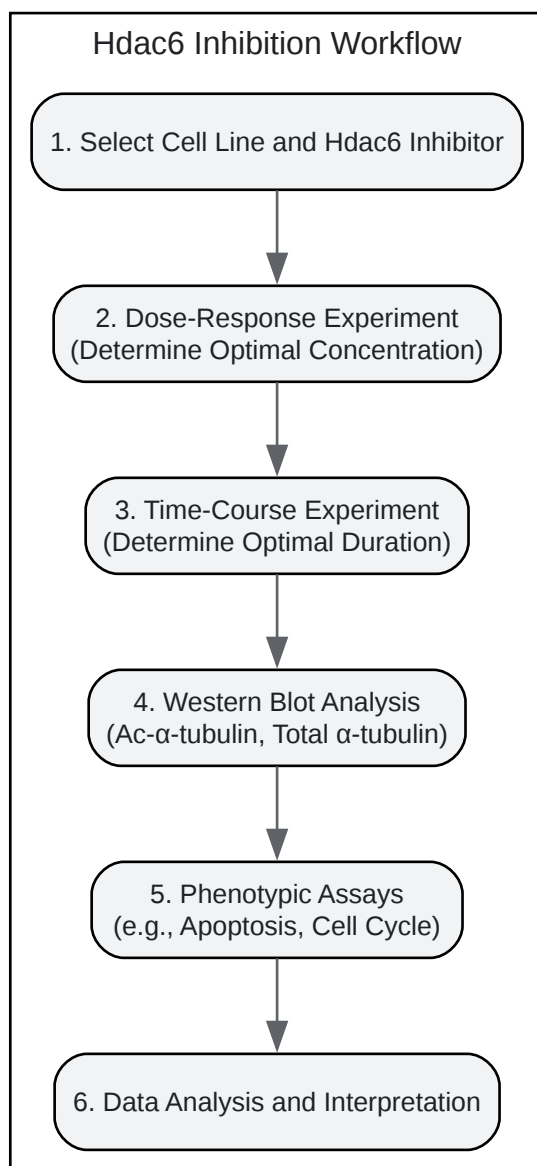 Hdac6 Inhibition Workflow
1. Select Cell Line and Hdac6 Inhibitor
2. Dose-Response Experiment
(Determine Optimal Concentration)
3. Time-Course Experiment
(Determine Optimal Duration)
4. Western Blot Analysis
(Ac-α-tubulin, Total α-tubulin)
5. Phenotypic Assays
(e.g., Apoptosis, Cell Cycle)
6. Data Analysis and Interpretation